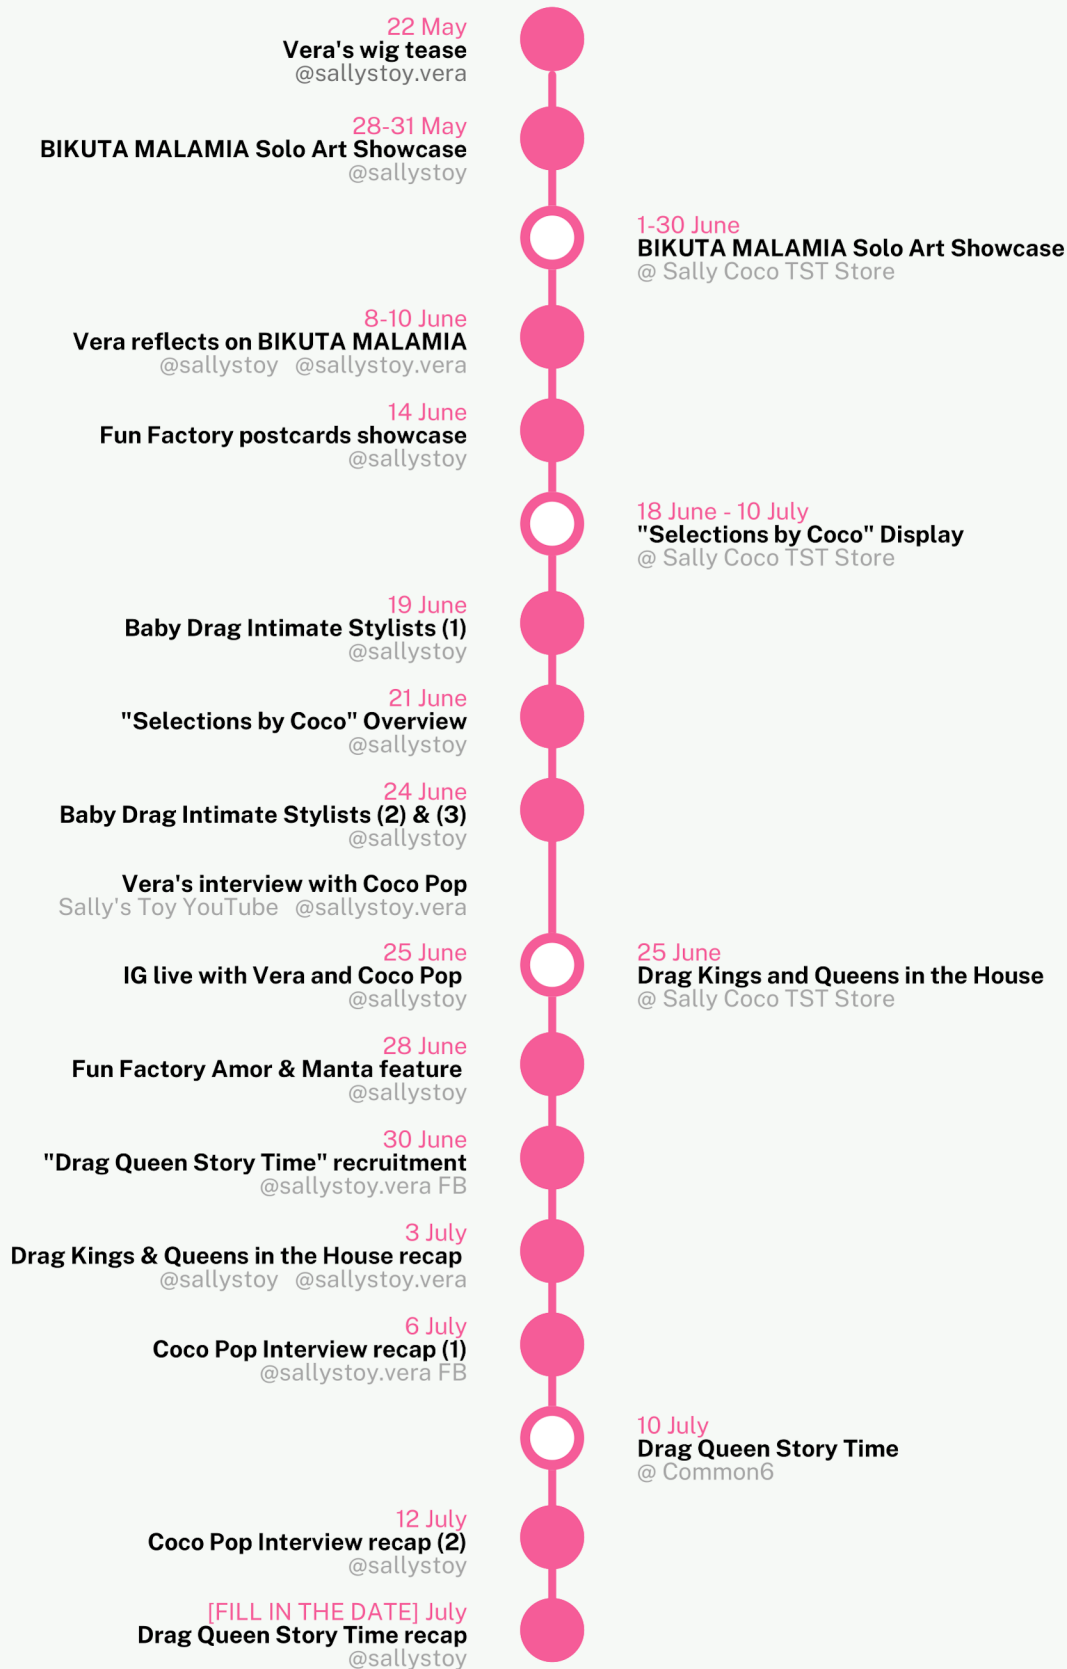 22 May
Vera's wig tease
@sallystoy.vera
28-31 May
BIKUTA MALAMIA Solo Art Showcase
@sallystoy
1-30 June
BIKUTA MALAMIA Solo Art Showcase
@ Sally Coco TST Store
8-10 June
Vera reflects on BIKUTA MALAMIA
@sallystoy @sallystoy.vera
14 June
Fun Factory postcards showcase
@sallystoy
18 June - 10 July
"Selections by Coco" Display
@ Sally Coco TST Store
19 June
Baby Drag Intimate Stylists (1)
@sallystoy
21 June
"Selections by Coco" Overview
@sallystoy
24 June
Baby Drag Intimate Stylists (2) & (3)
@sallystoy
Vera's interview with Coco Pop
Sally's Toy YouTube @sallystoy.vera
25 June
IG live with Vera and Coco Pop
@sallystoy
25 June
Drag Kings and Queens in the House
@ Sally Coco TST Store
28 June
Fun Factory Amor & Manta feature
@sallystoy
30 June
"Drag Queen Story Time" recruitment
@sallystoy.vera FB
3 July
Drag Kings & Queens in the House recap
@sallystoy @sallystoy.vera
6 July
Coco Pop Interview recap (1)
@sallystoy.vera FB
10 July
Drag Queen Story Time
@ Common6
12 July
Coco Pop Interview recap (2)
@sallystoy
[FILL IN THE DATE] July
Drag Queen Story Time recap
@sallystoy